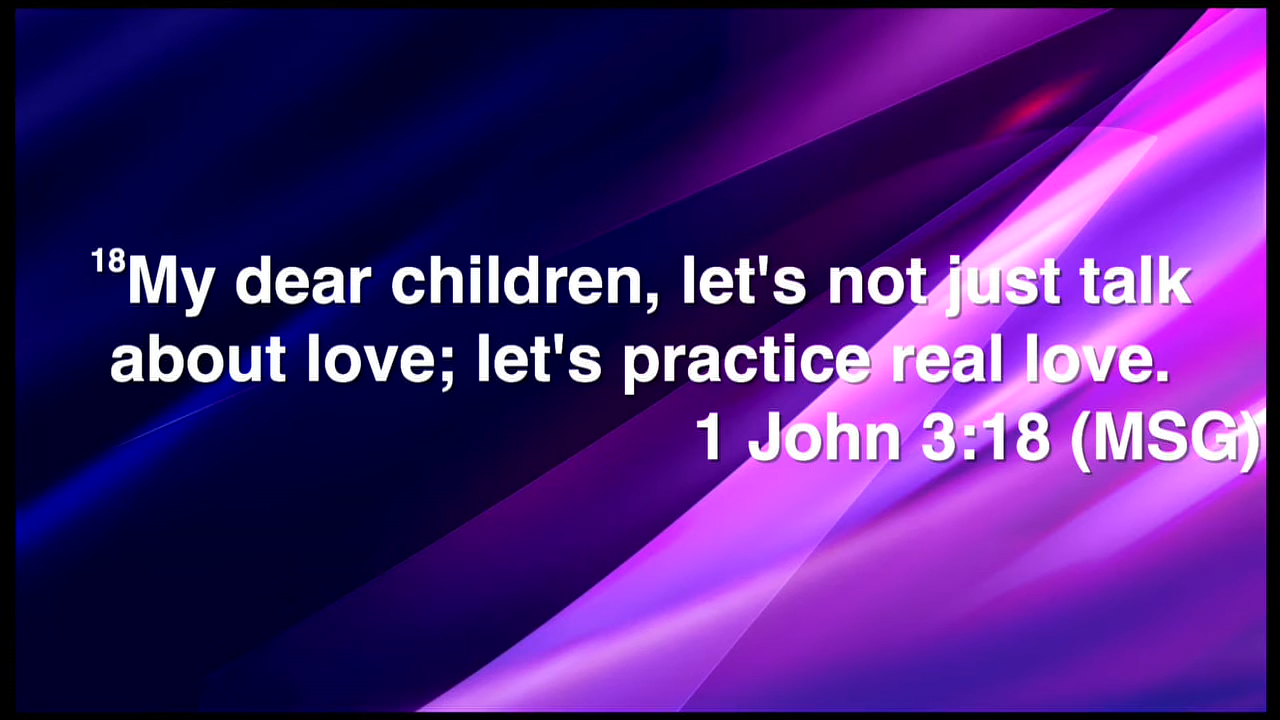 18My dear children, let's not just talk
about love; let's practice real love.
1 John 3:18 (MSG)